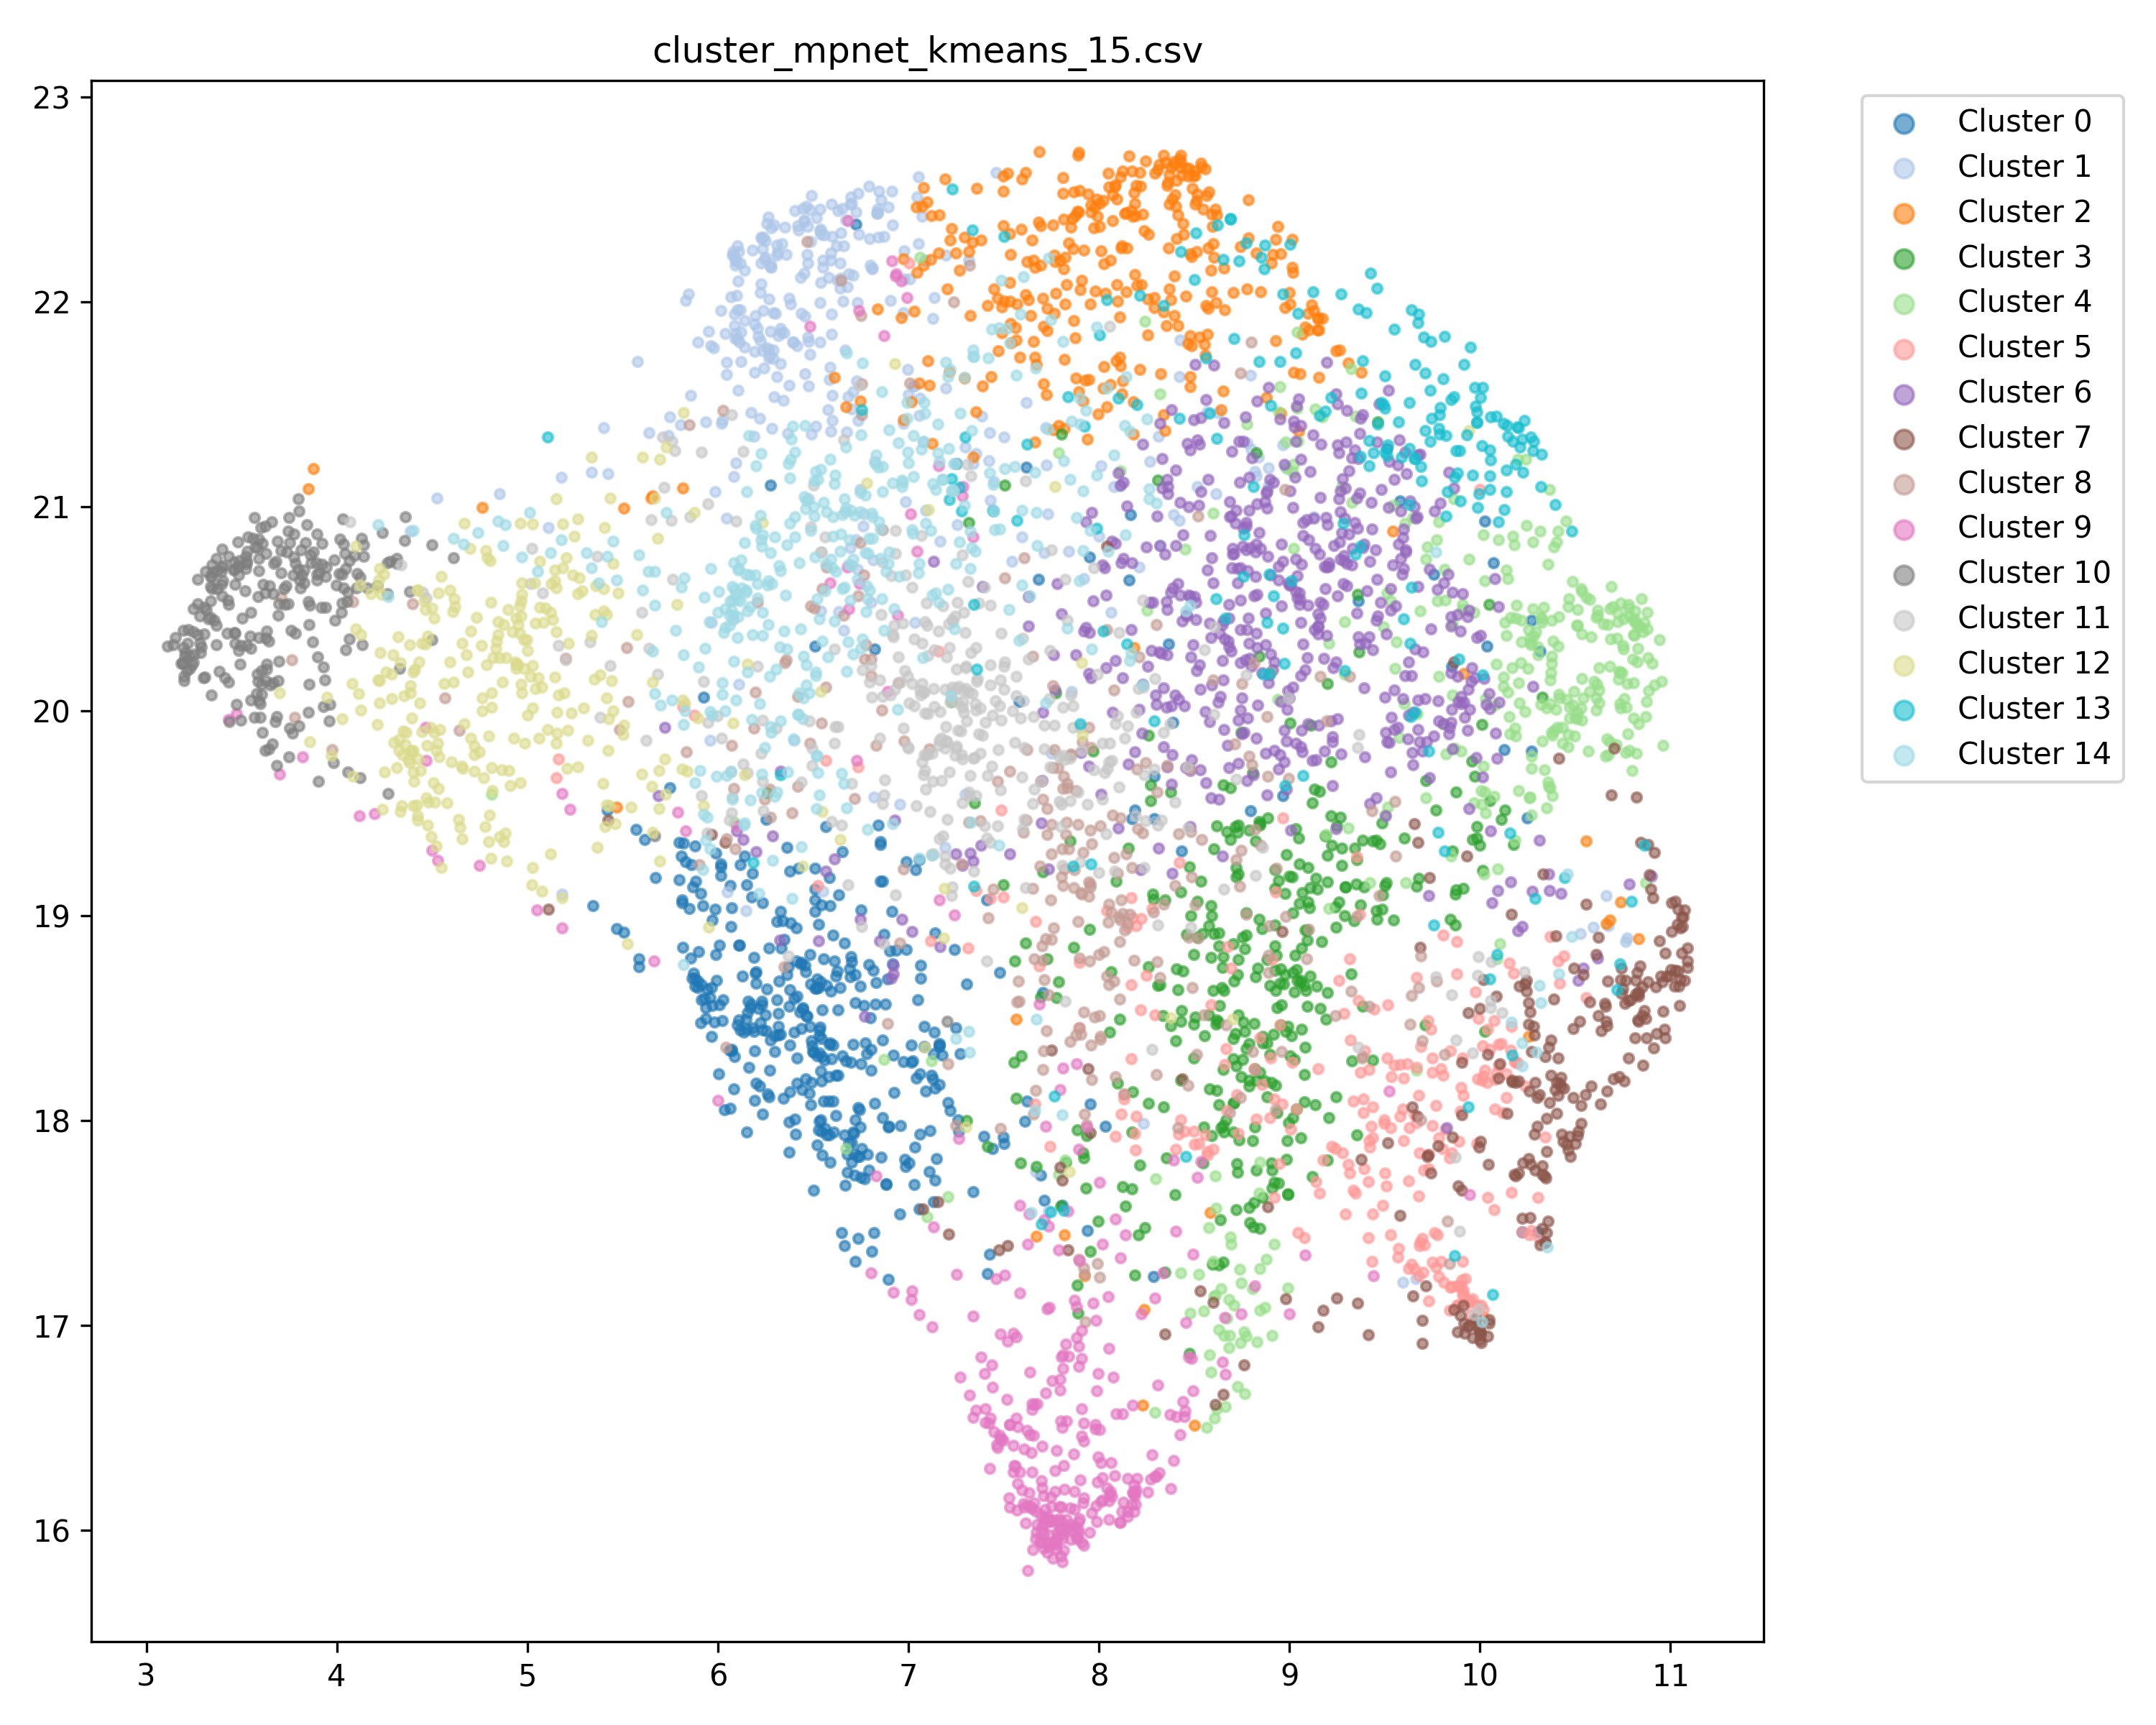 cluster_mpnet_kmeans_15.csv
23
22
21
20
19
18
17
16
3 4 5 6 7 8 9 10 11
Cluster 0
Cluster 1
Cluster 2
Cluster 3
Cluster 4
Cluster 5
Cluster 6
Cluster 7
Cluster 8
Cluster 9
Cluster 10
Cluster 11
Cluster 12
Cluster 13
Cluster 14